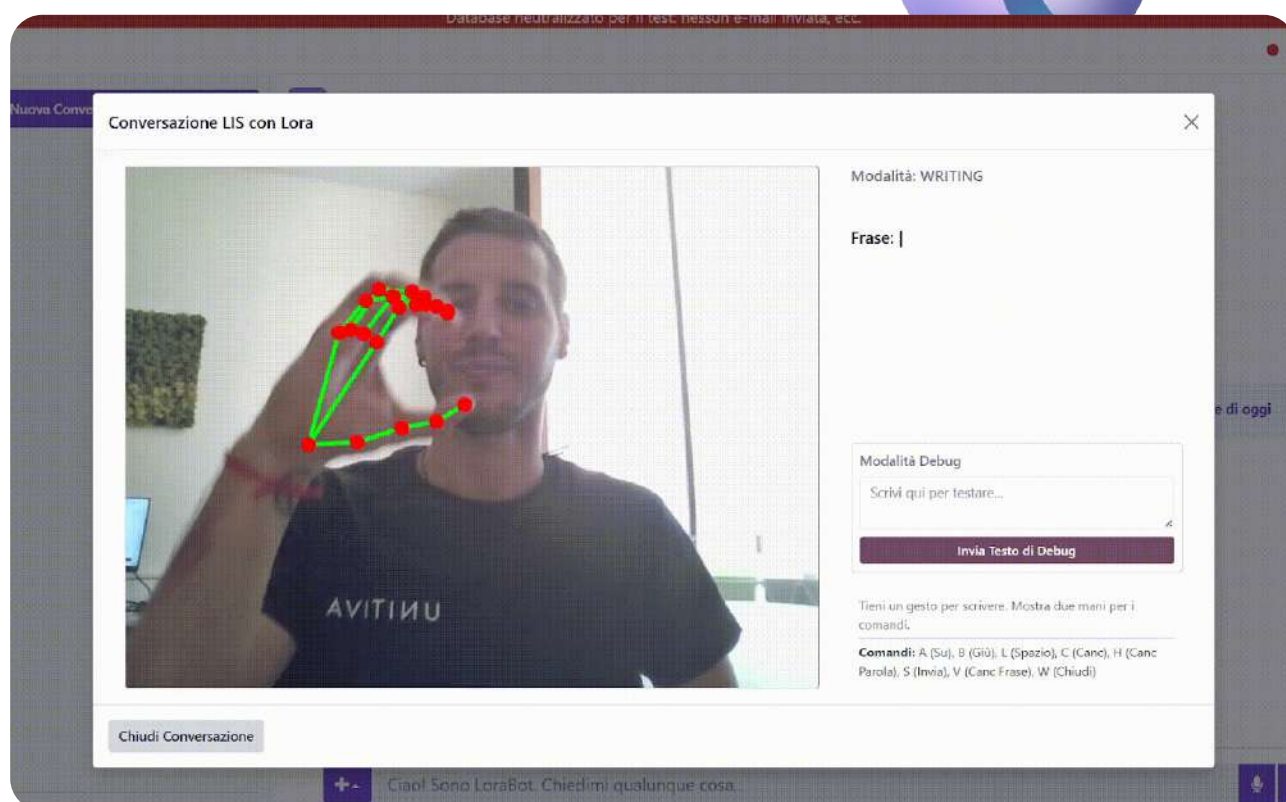 Database neutralizzato per il test: nessun e-mail inviata, ecc.
Nuova Conve
Conversazione LIS con Lora
Modalità: WRITING
Frase: |
UNITIVA
e di oggi
Modalità Debug
Scrivi qui per testare...
Invia Testo di Debug
Tieni un gesto per scrivere. Mostra due mani per i
comandi.
Comandi: A (Su), B (Giù), L (Spazio), C (Canc), H (Canc
Parola), S (Invia), V (Canc Frase), W (Chiudi)
Chiudi Conversazione
Ciao! Sono LoraBot. Chiedimi qualunque cosa...